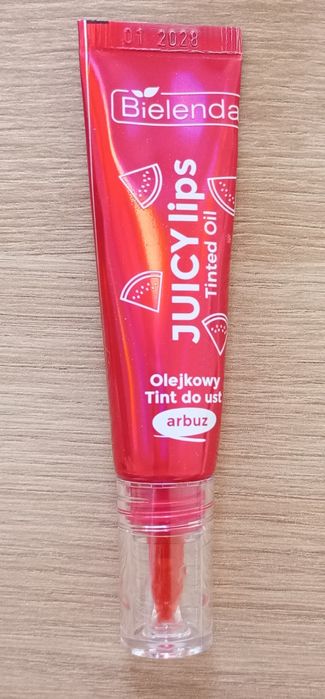 01 2028
Bielenda
JUICY lips
Tinted Oil
Olejkowy
Tint do ust
arbuz